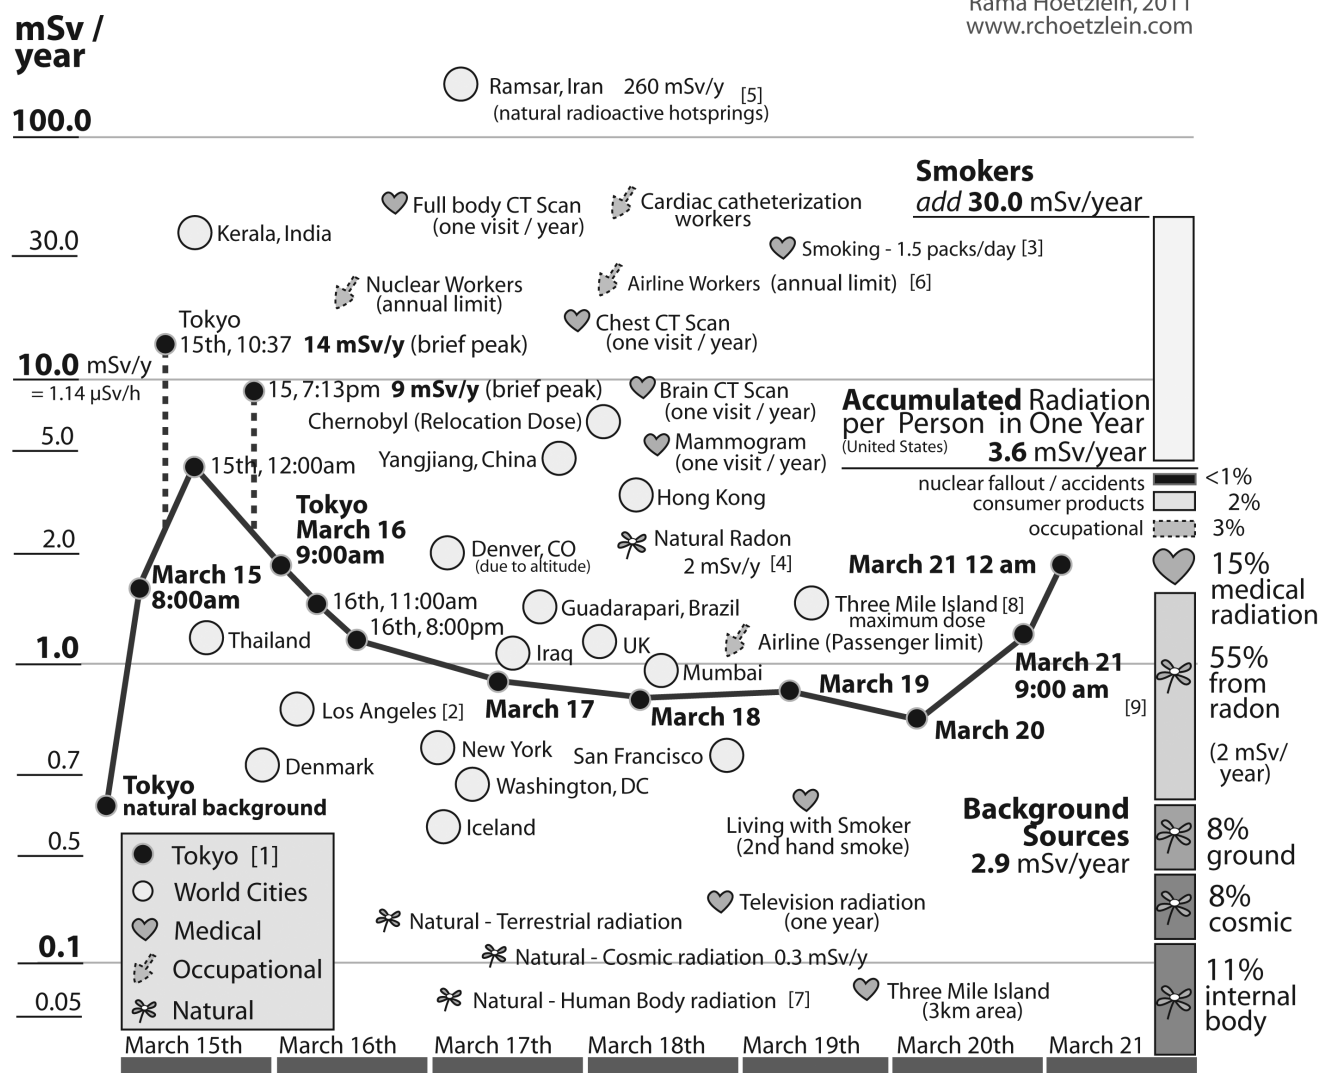 Rama Hoetzlein, 2011
www.rchoetzlein.com
mSv /
year
Ramsar, Iran 260 mSv/y [5]
(natural radioactive hotsprings)
100.0
Smokers
add 30.0 mSv/year
Full body CT Scan
(one visit / year)
Cardiac catheterization
workers
Kerala, India
30.0
Smoking - 1.5 packs/day [3]
Nuclear Workers
(annual limit)
Airline Workers (annual limit) [6]
Tokyo
15th, 10:37 14 mSv/y (brief peak)
Chest CT Scan
(one visit / year)
10.0 mSv/y
= 1.14 µSv/h
15, 7:13pm 9 mSv/y (brief peak)
Brain CT Scan
(one visit / year)
Accumulated Radiation
per Person in One Year
(United States) 3.6 mSv/year
Chernobyl (Relocation Dose)
5.0
Mammogram
(one visit / year)
15th, 12:00am
Yangjiang, China
nuclear fallout / accidents <1%
consumer products 2%
occupational 3%
Hong Kong
Tokyo
March 16
9:00am
2.0
Denver, CO
(due to altitude)
Natural Radon
2 mSv/y [4]
March 21 12 am
15%
medical
radiation
March 15
8:00am
16th, 11:00am
16th, 8:00pm
Guadarapari, Brazil
Three Mile Island [8]
maximum dose
Thailand
Iraq
UK
Airline (Passenger limit)
1.0
Mumbai
March 21
9:00 am
[9]
55%
from
radon
(2 mSv/
year)
Los Angeles [2]
March 17
March 18
March 19
March 20
New York
San Francisco
0.7
Denmark
Washington, DC
Tokyo
natural background
Iceland
Living with Smoker
(2nd hand smoke)
Background
Sources
2.9 mSv/year
8%
ground
0.5
Tokyo [1]
World Cities
Medical
Occupational
Natural
Television radiation
(one year)
8%
cosmic
Natural - Terrestrial radiation
0.1
Natural - Cosmic radiation 0.3 mSv/y
Natural - Human Body radiation [7]
Three Mile Island
(3km area)
11%
internal
body
0.05
March 15th March 16th March 17th March 18th March 19th March 20th March 21